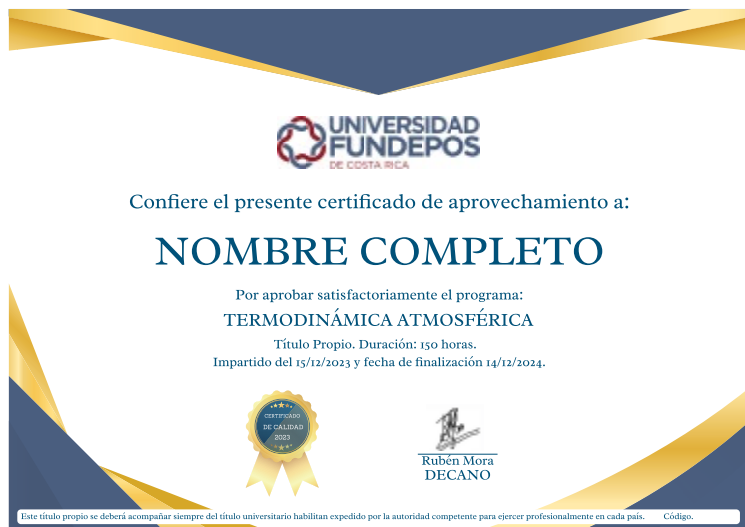 UNIVERSIDAD
FUNDEPOS
DE COSTA RICA
Confiere el presente certificado de aprovechamiento a:
NOMBRE COMPLETO
Por aprobar satisfactoriamente el programa:
TERMODINÁMICA ATMOSFÉRICA
Título Propio. Duración: 150 horas.
Impartido del 15/12/2023 y fecha de finalización 14/12/2024.
CERTIFICADO
DE CALIDAD
2023
Rubén Mora
DECANO
Este título propio se deberá acompañar siempre del título universitario habilitan expedido por la autoridad competente para ejercer profesionalmente en cada país. Código.